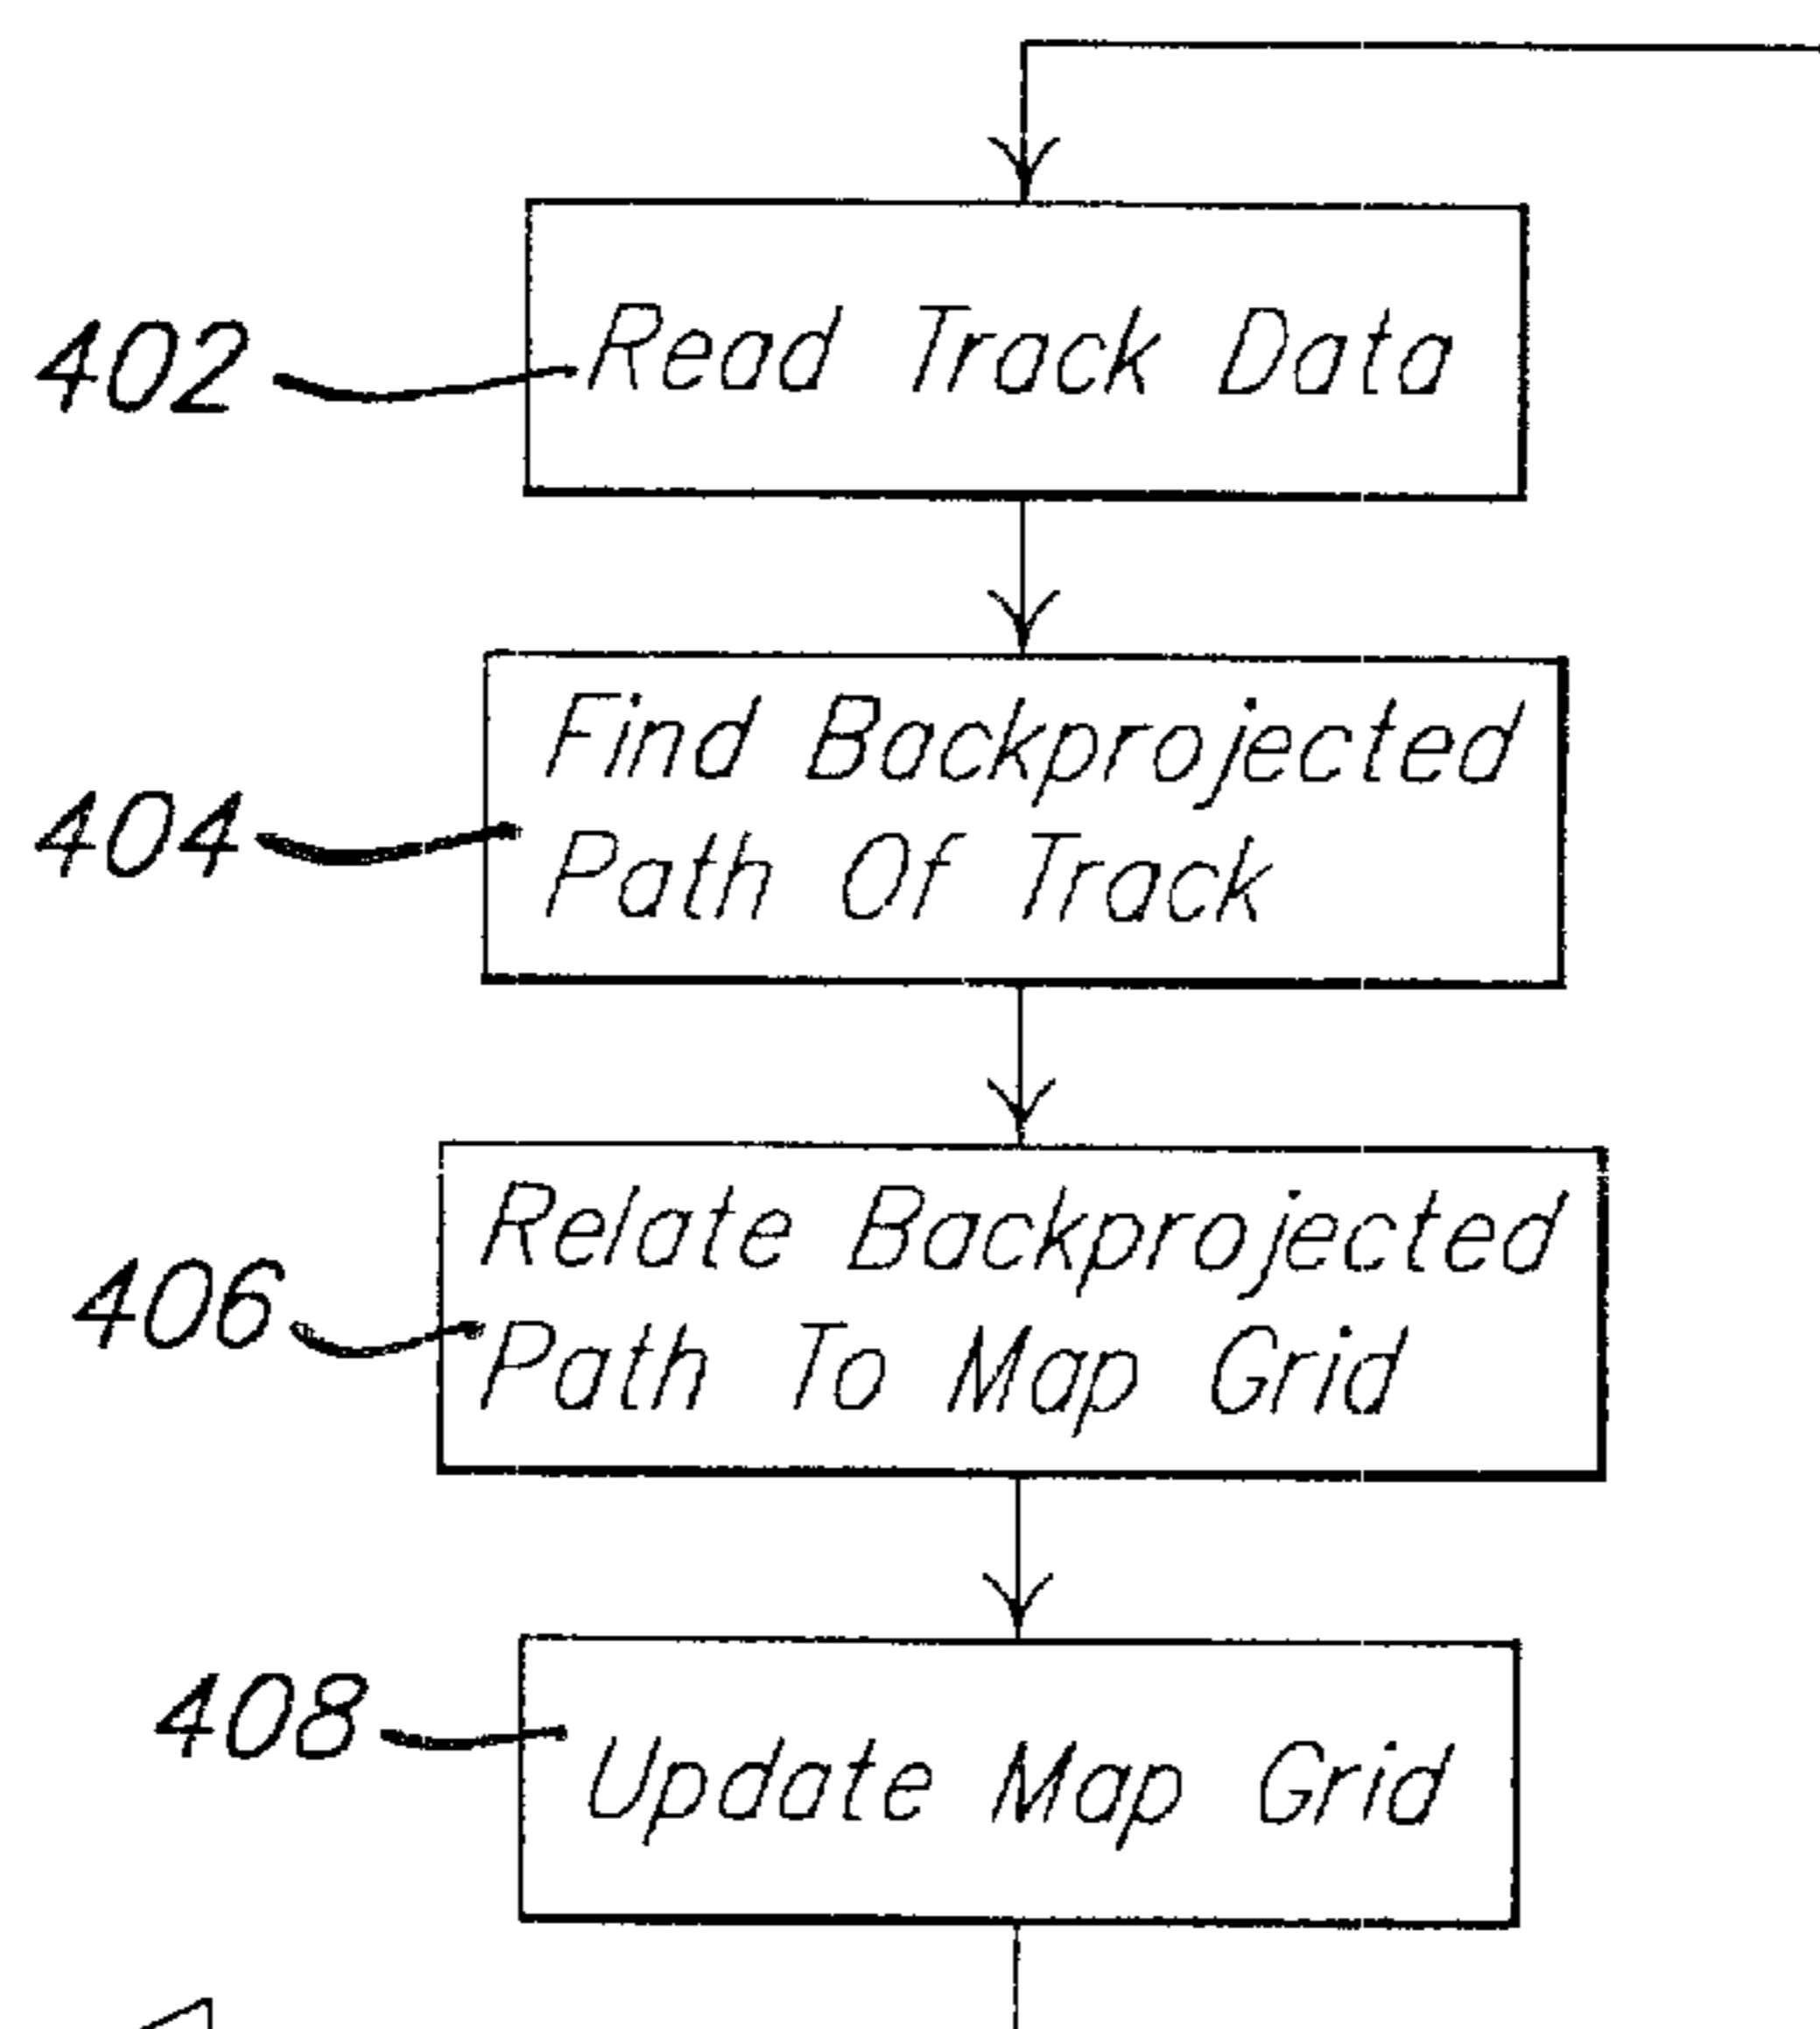 402
Read Track Data
404
Find Backprojected
Path Of Track
406
Relate Backprojected
Path To Map Grid
408
Update Map Grid